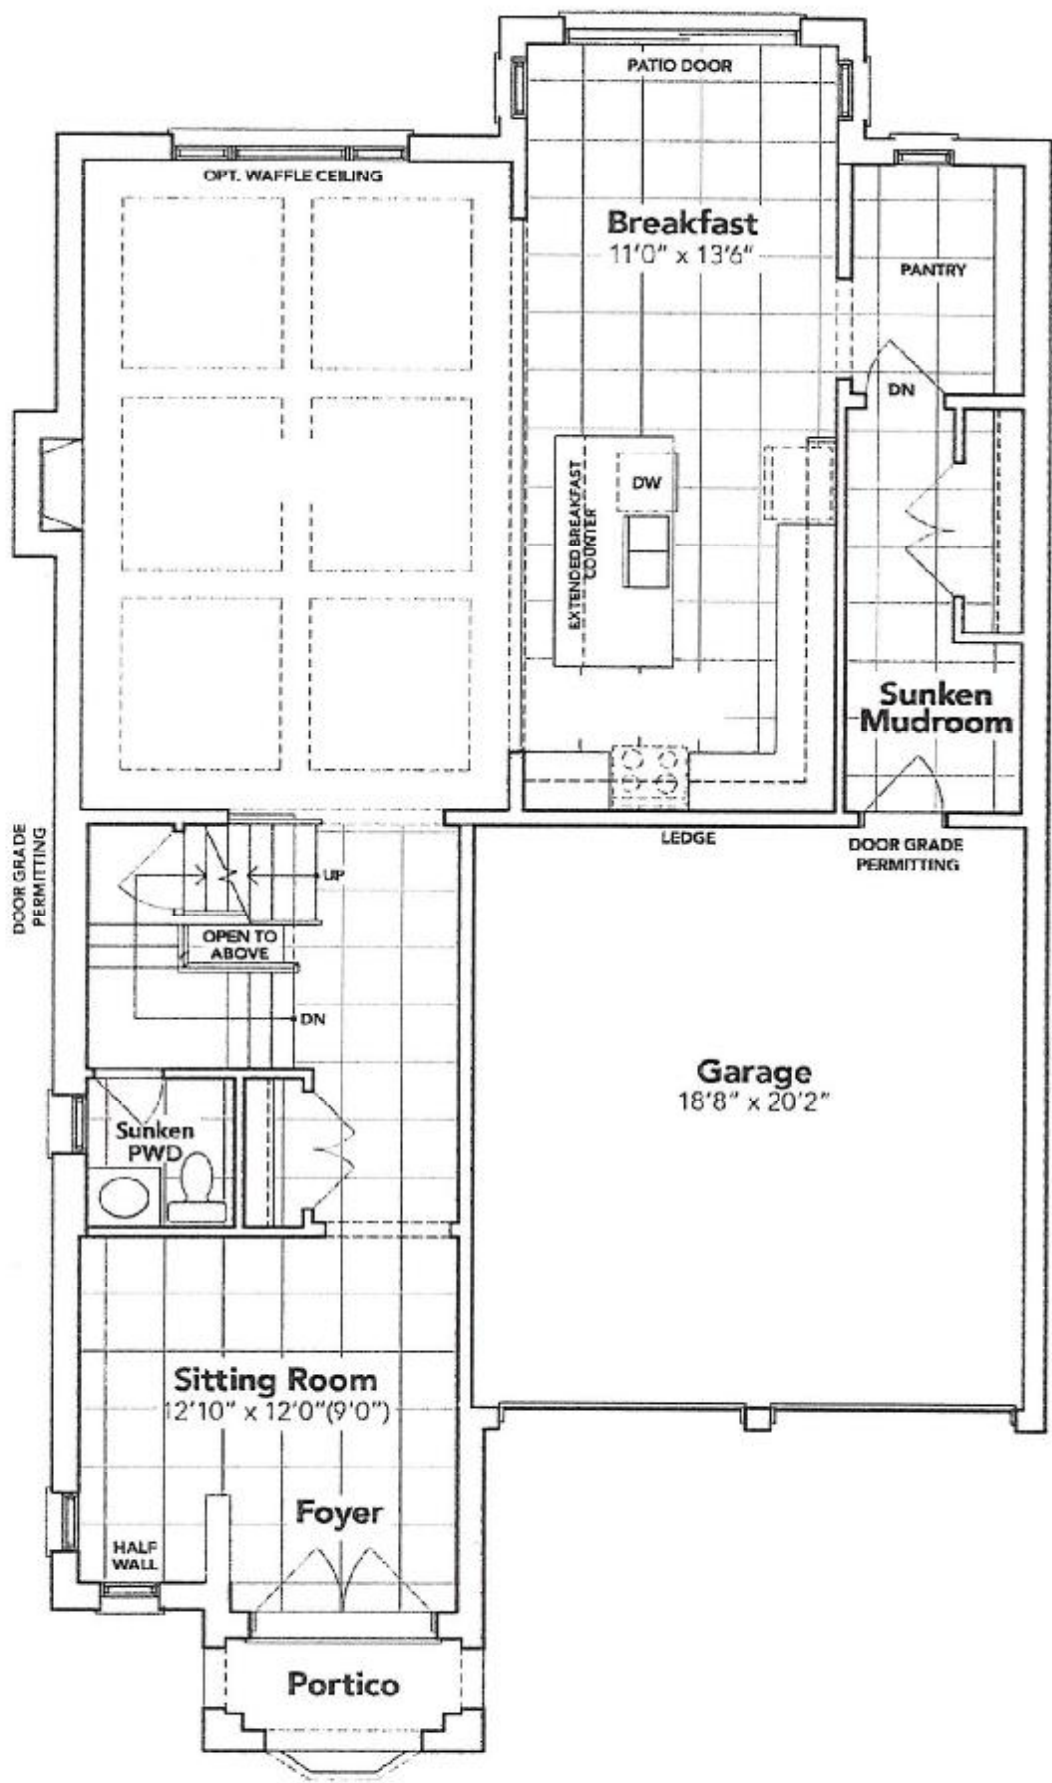 PATIO DOOR
OPT. WAFFLE CEILING
Breakfast
11'0" x 13'6"
PANTRY
DN
EXTENDED BREAKFAST
COUNTER
DW
Sunken
Mudroom
DOOR GRADE
PERMITTING
LEDGE
DOOR GRADE
PERMITTING
UP
OPEN TO
ABOVE
DN
Garage
18'8" x 20'2"
Sunken
PWD
Sitting Room
12'10" x 12'0"(9'0")
Foyer
HALF
WALL
Portico